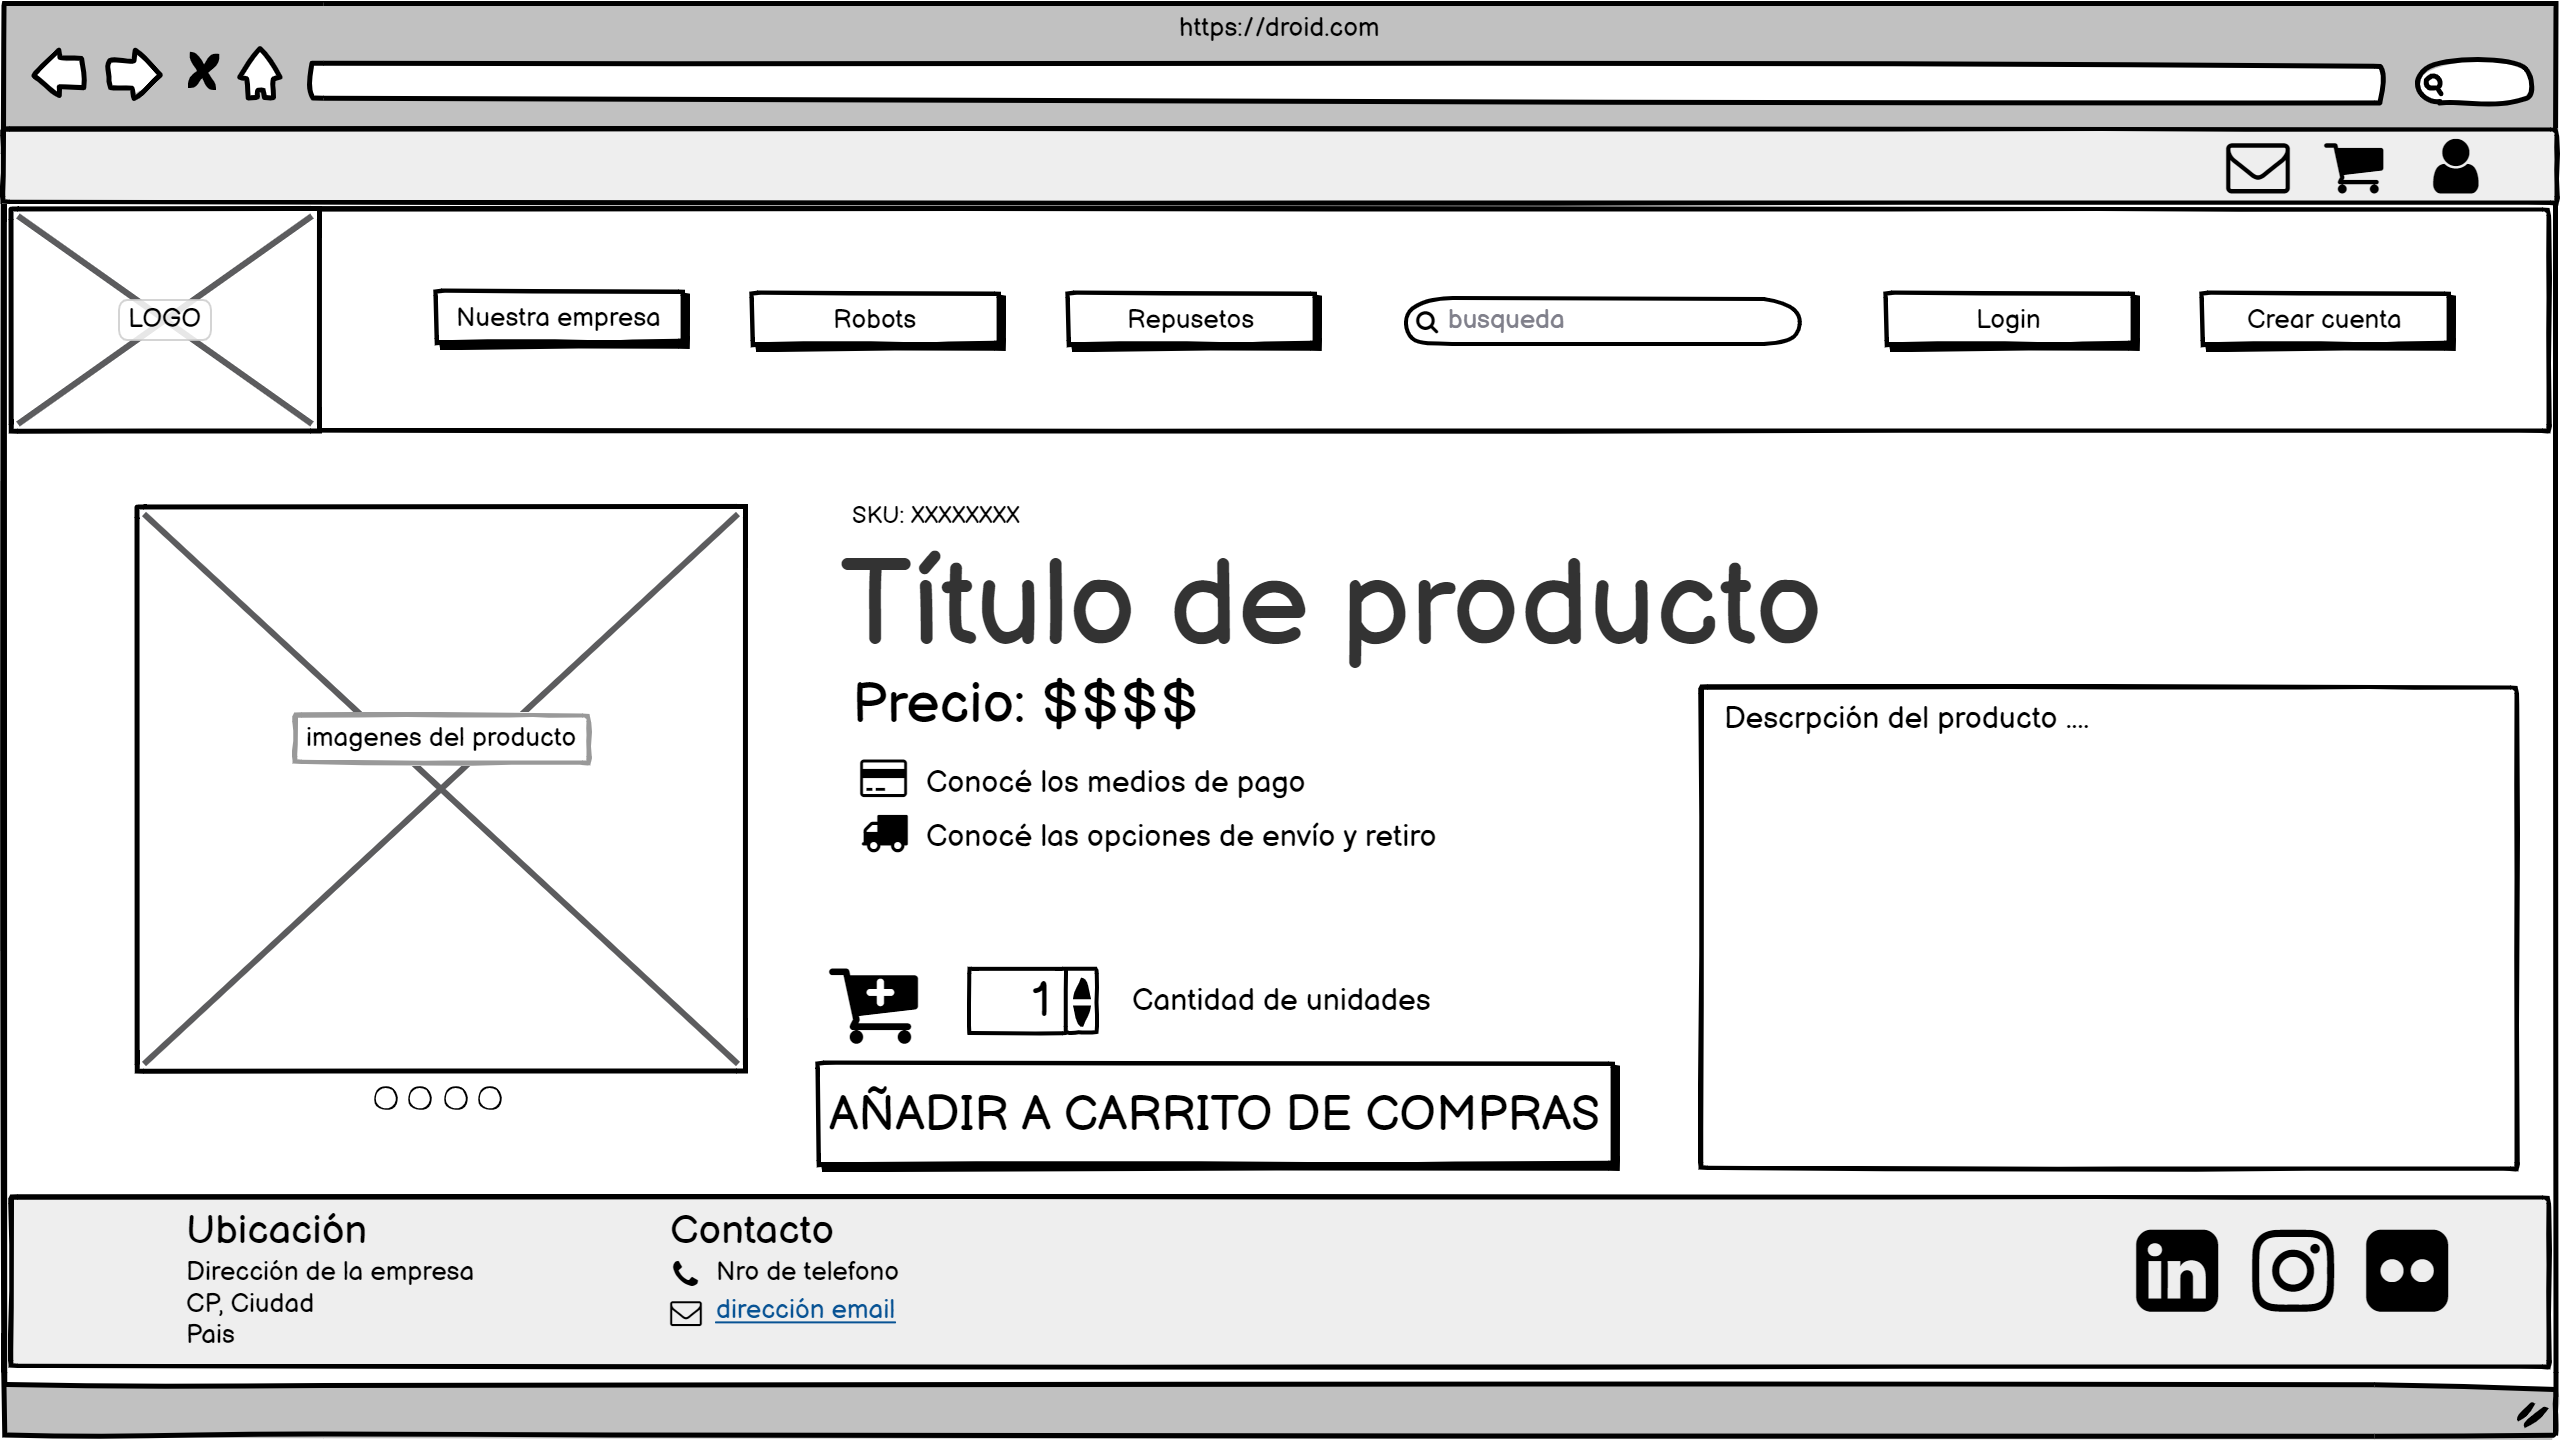 https://droid.com
LOGO
Nuestra empresa
Robots
Repusetos
busqueda
Login
Crear cuenta
imagenes del producto
SKU: XXXXXXXX
Título de producto
Precio: $$$$
Conocé los medios de pago
Conocé las opciones de envío y retiro
1
Cantidad de unidades
AÑADIR A CARRITO DE COMPRAS
Descrpción del producto ....
Ubicación
Dirección de la empresa
CP, Ciudad
Pais
Contacto
Nro de telefono
dirección email
in